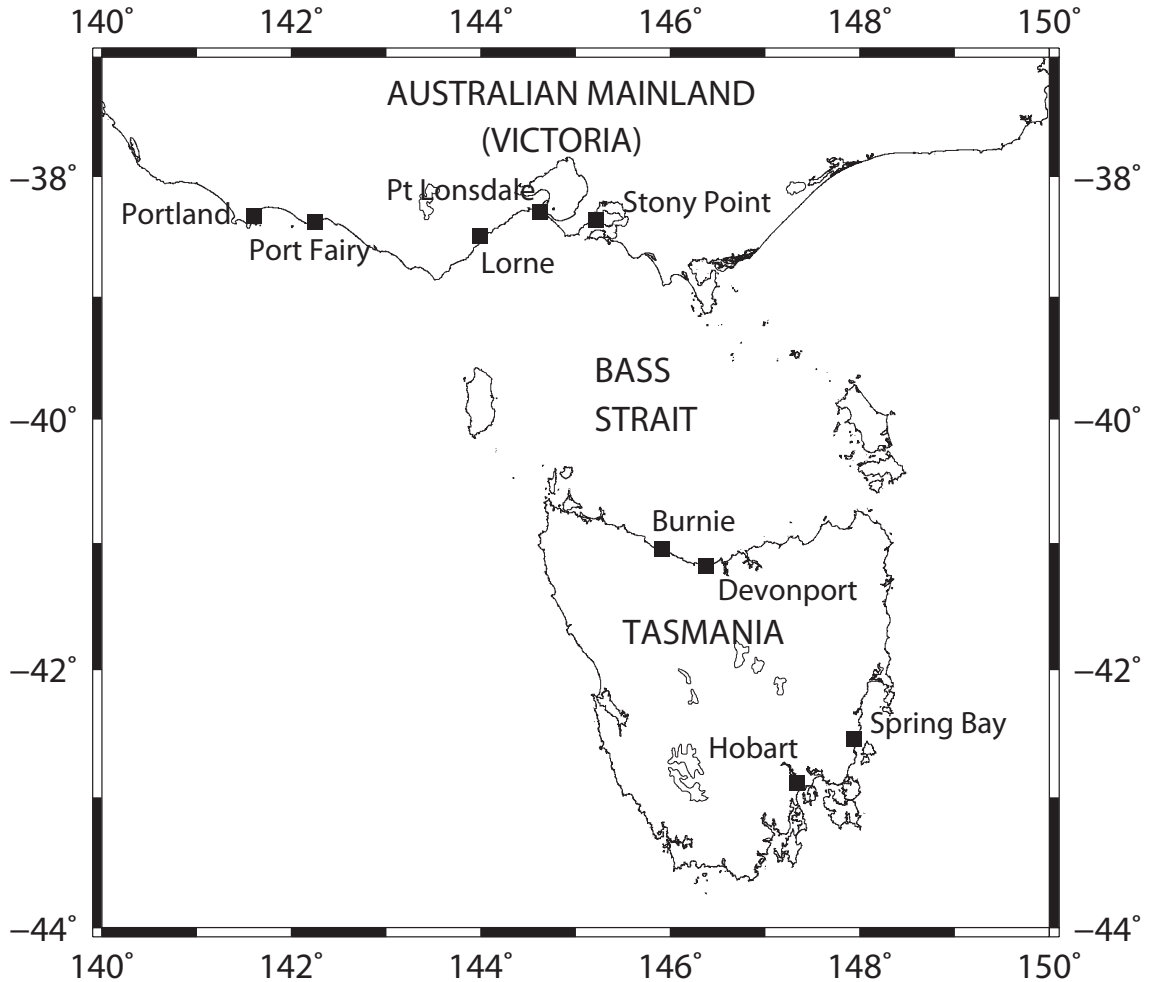 140° 142° 144° 146° 148° 150°
AUSTRALIAN MAINLAND
(VICTORIA)
−38° −38°
Pt Lonsdale
Stony Point
Portland
Port Fairy
Lorne
BASS
STRAIT
−40° −40°
Burnie
Devonport
TASMANIA
−42° −42°
Spring Bay
Hobart
−44° −44°
140° 142° 144° 146° 148° 150°